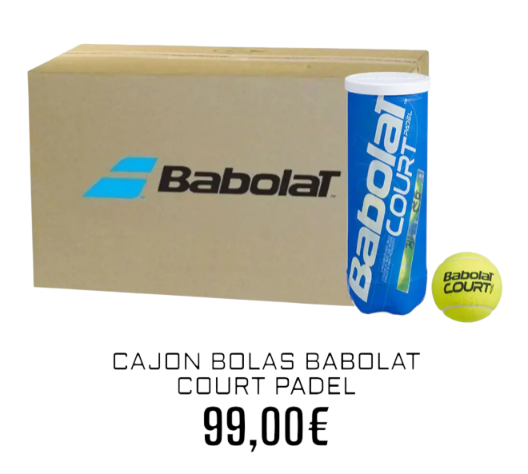 Babolat
Babolat
COURT
PADEL
Babolat
COURT
CAJON BOLAS BABOLAT
COURT PADEL
99,00€